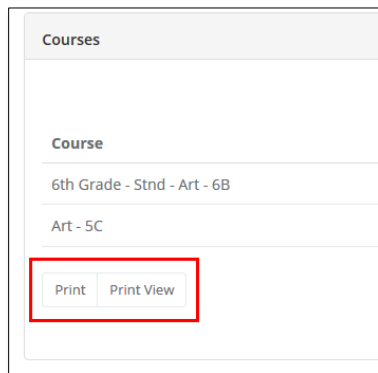 Courses
Course
6th Grade - Stnd - Art - 6B
Art - 5C
Print Print View